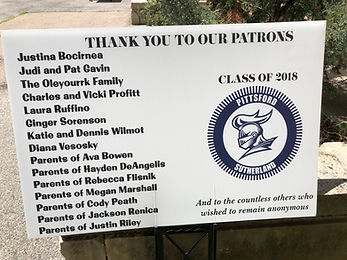 THANK YOU TO OUR PATRONS
Justina Bocirnea
Judi and Pat Gavin
The Oleyourrk Family
Charles and Vicki Profitt
Laura Ruffino
Ginger Sorenson
Katie and Dennis Wilmot
Diana Vesosky
Parents of Ava Bowen
Parents of Hayden DeAngelis
Parents of Rebecca Flisnik
Parents of Megan Marshall
Parents of Cody Peath
Parents of Jackson Renica
Parents of Justin Riley
CLASS OF 2018
PITTSFORD
SUTHERLAND
And to the countless others who
wished to remain anonymous